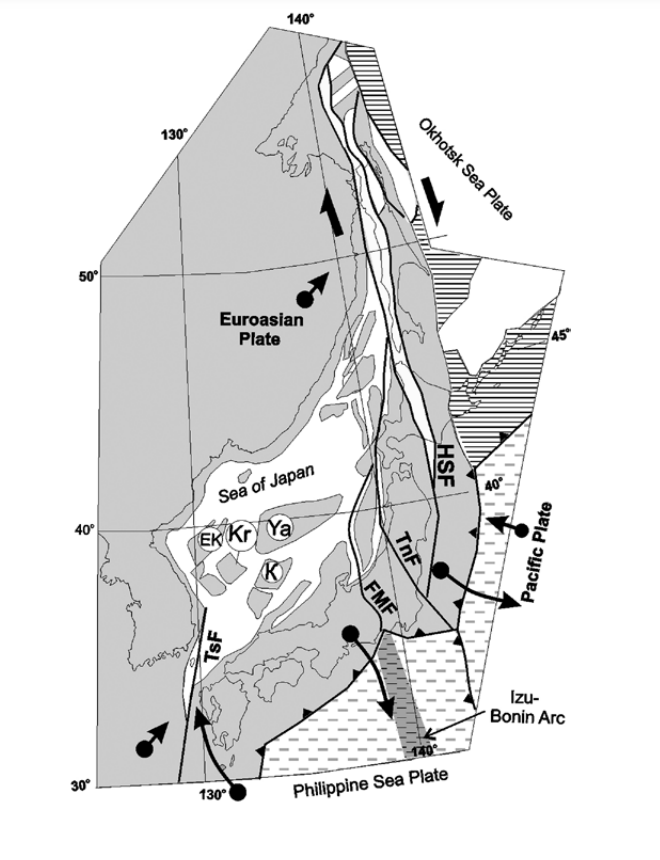 140°
130°
Okhotsk Sea Plate
50°
Euroasian
Plate
45°
HSF
Sea of Japan
40°
40°
EK
Kr
Ya
K
TnF
FMF
TsF
Pacific Plate
Izu-
Bonin Arc
140°
30°
130°
Philippine Sea Plate